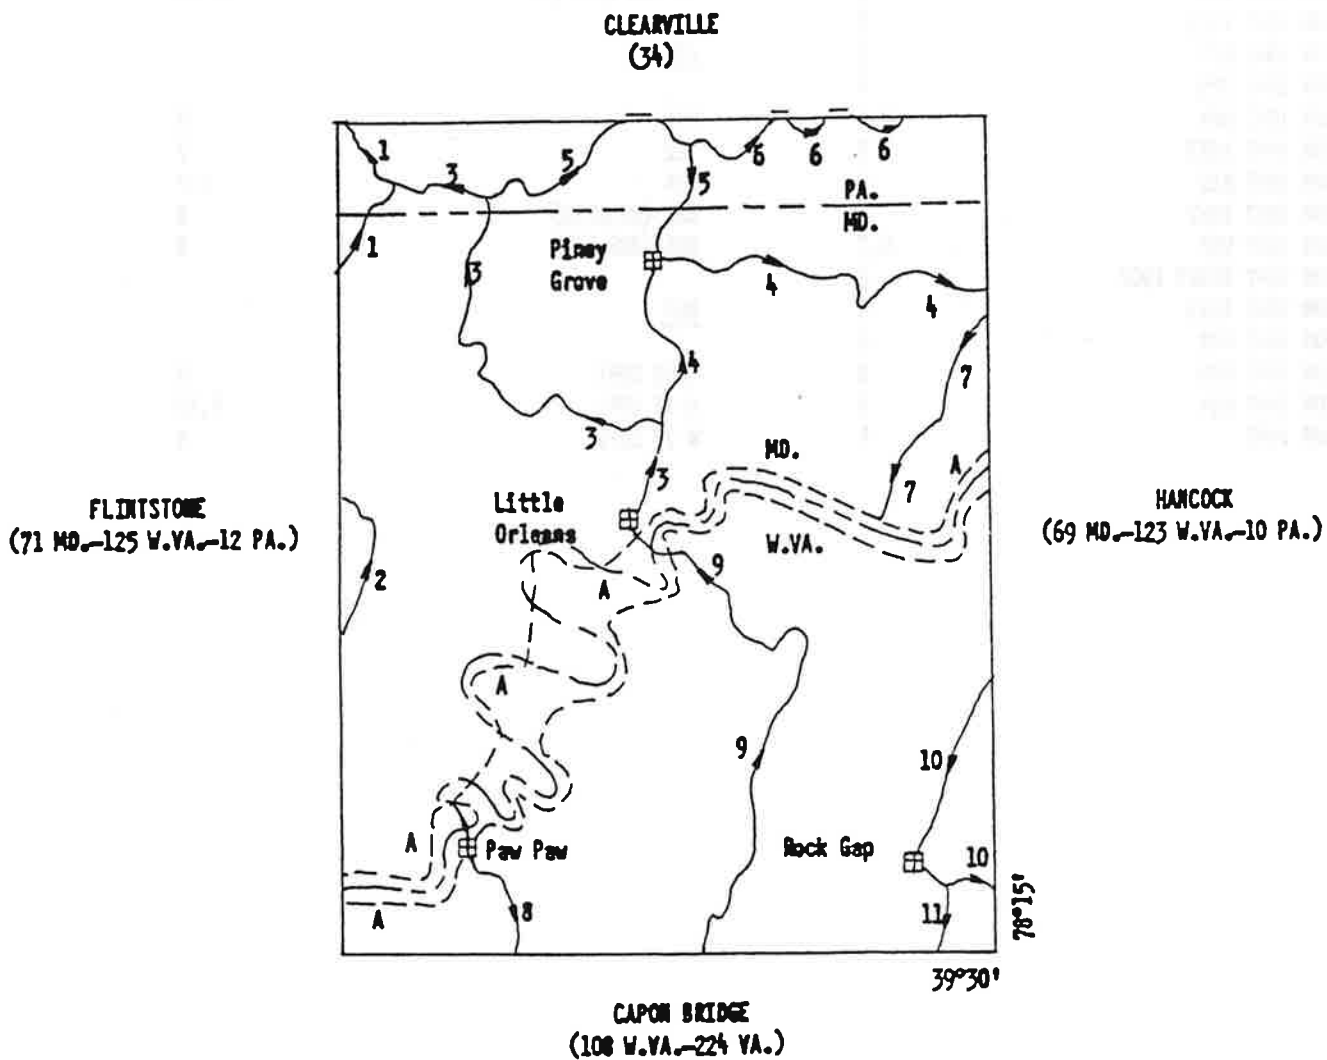 CLEARVILLE
(34)
1
3
5
6
6
6
5
PA.
MD.
1
Piney
Grove
3
4
4
4
7
3
MD.
3
7
A
Little
Orleans
W.VA.
FLINTSTONE
(71 MD.-125 W.VA.-12 PA.)
HANCOCK
(69 MD.-123 W.VA.-10 PA.)
2
A
9
A
9
10
A
Paw Paw
Rock Gap
10
A
8
11
78°15'
39°30'
CAPON BRIDGE
(108 W.VA.-224 VA.)